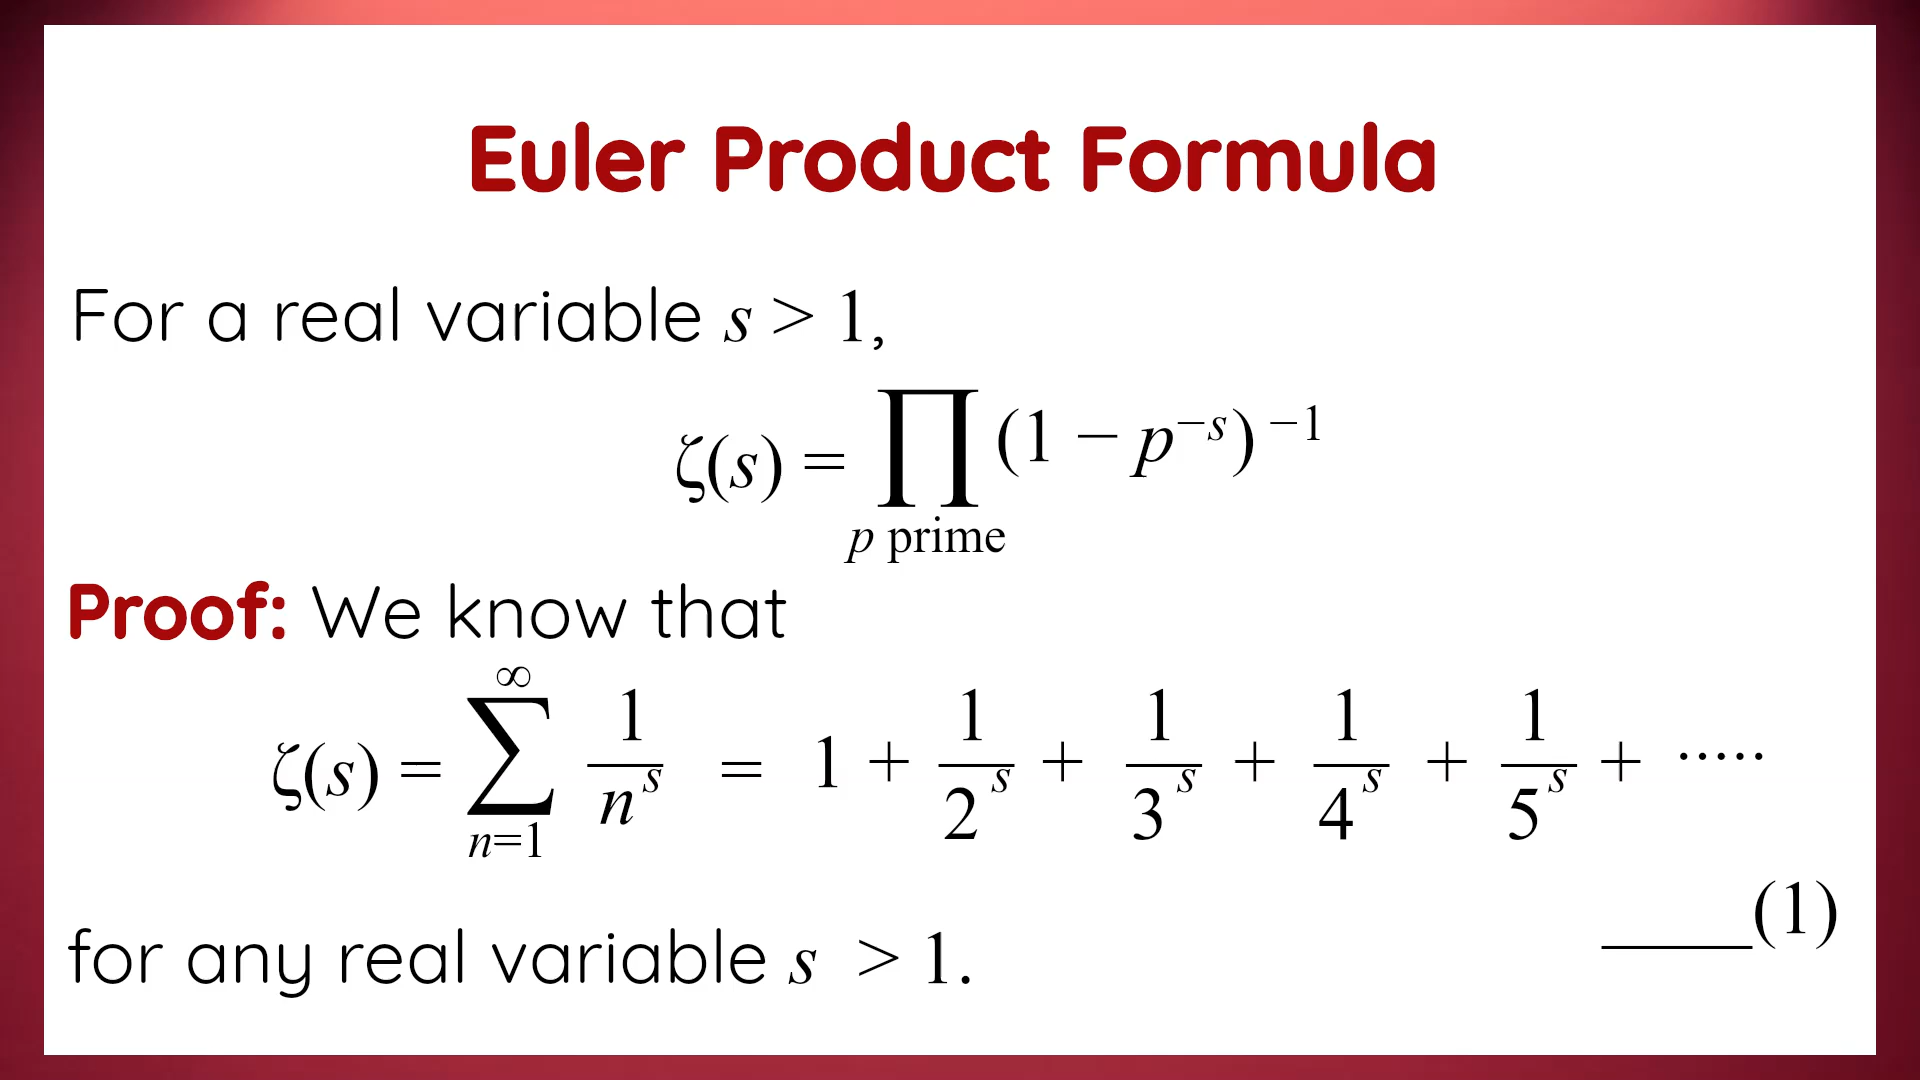 Euler Product Formula
For a real variable s > 1,
ζ(s) = ∏_{p prime} (1 − p^{−s})^{−1}
Proof: We know that
ζ(s) = ∑_{n=1}^{∞} 1/n^s = 1 + 1/2^s + 1/3^s + 1/4^s + 1/5^s + ·····
____(1)
for any real variable s > 1.